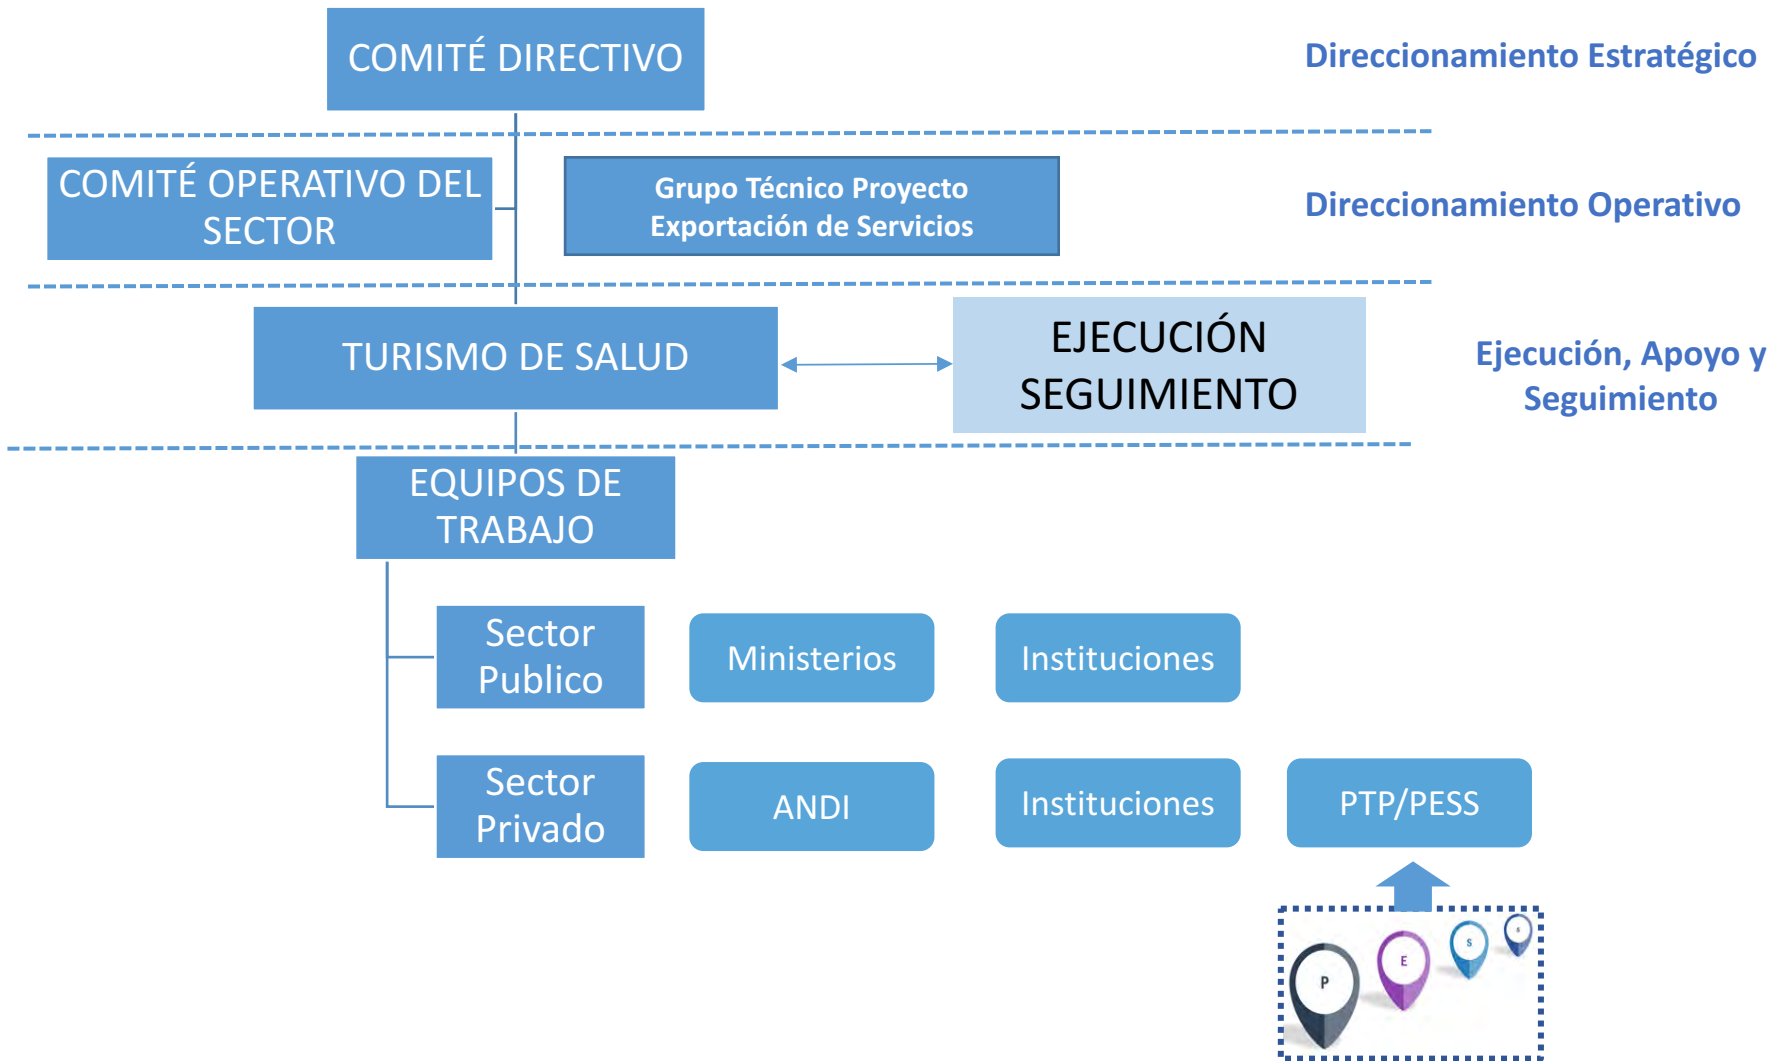 COMITÉ DIRECTIVO
Direccionamiento Estratégico
COMITÉ OPERATIVO DEL
SECTOR
Grupo Técnico Proyecto
Exportación de Servicios
Direccionamiento Operativo
TURISMO DE SALUD
EJECUCIÓN
SEGUIMIENTO
Ejecución, Apoyo y
Seguimiento
EQUIPOS DE
TRABAJO
Sector
Publico
Ministerios
Instituciones
Sector
Privado
ANDI
Instituciones
PTP/PESS
P
E
S
S